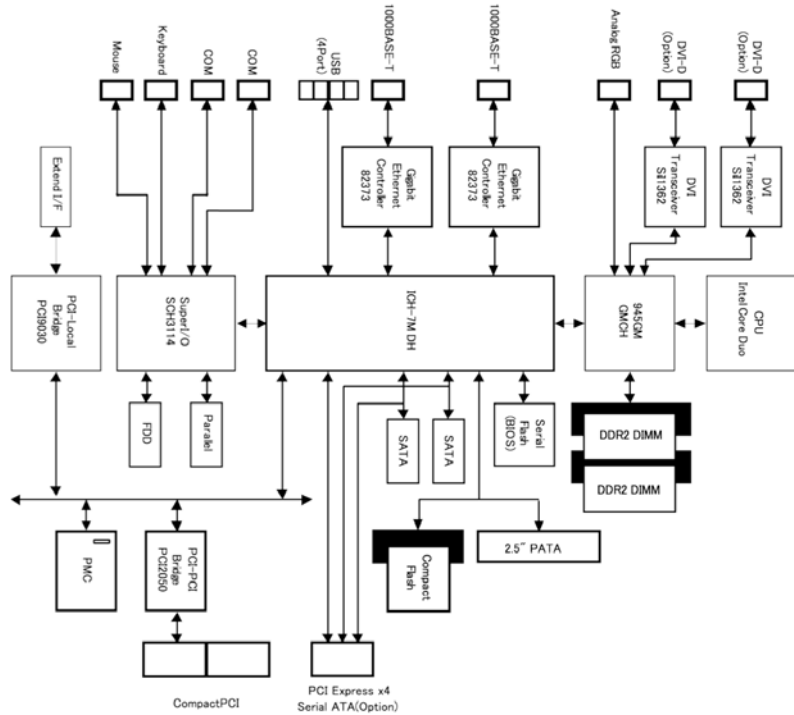 Mouse
Keyboard
COM
COM
USB
(4Port)
1000BASE-T
1000BASE-T
Analog RGB
DVI-D
(Option)
DVI-D
(Option)
Extend I/F
Gigabit
Ethernet
Controller
82373
Gigabit
Ethernet
Controller
82373
DVI
Transceiver
SiI1362
DVI
Transceiver
SiI1362
PCI-Local
Bridge
PCI9030
SuperI/O
SCH3114
ICH-7M DH
945GM
GMCH
CPU
Intel Core Duo
FDD
Parallel
SATA
SATA
Serial
Flash
(BIOS)
DDR2 DIMM
DDR2 DIMM
PMC
PCI-PCI
Bridge
PCI2050
Compact
Flash
2.5" PATA
CompactPCI
PCI Express x4
Serial ATA(Option)